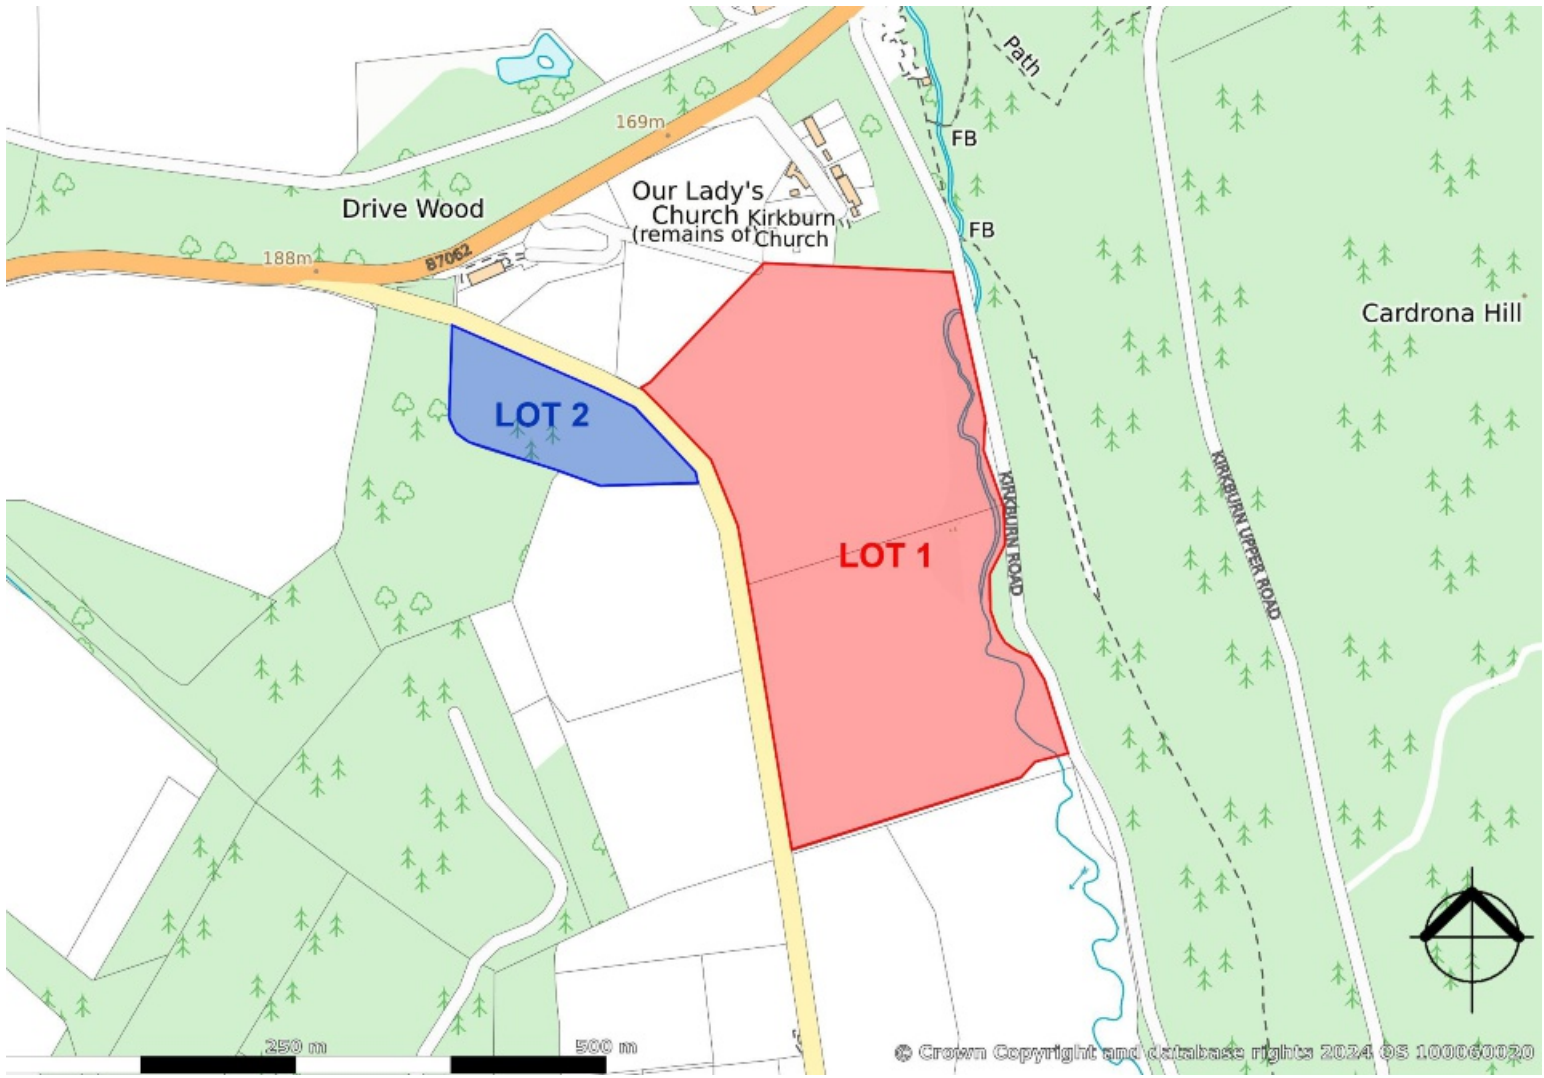 Path
169m
FB
Our Lady's
Church
(remains of)
Kirkburn
Church
Drive Wood
FB
B7062
188m
Cardrona Hill
LOT 2
KIRKBURN ROAD
KIRKBURN UPPER ROAD
LOT 1
250 m
500 m
© Crown Copyright and database rights 2024 OS 100060020